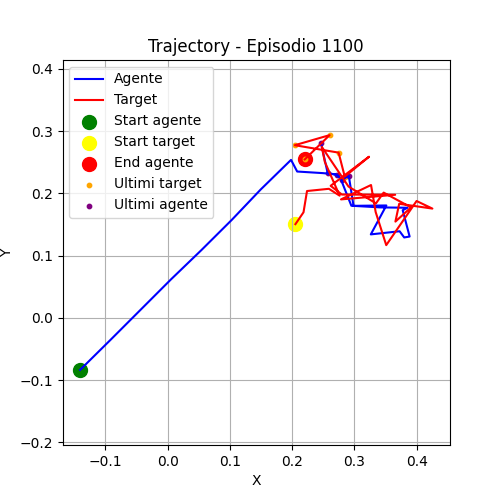 Trajectory - Episodio 1100
Agente
Target
Start agente
Start target
End agente
Ultimi target
Ultimi agente
0.4
0.3
0.2
0.1
0.0
−0.1
−0.2
Y
−0.1
0.0
0.1
0.2
0.3
0.4
X